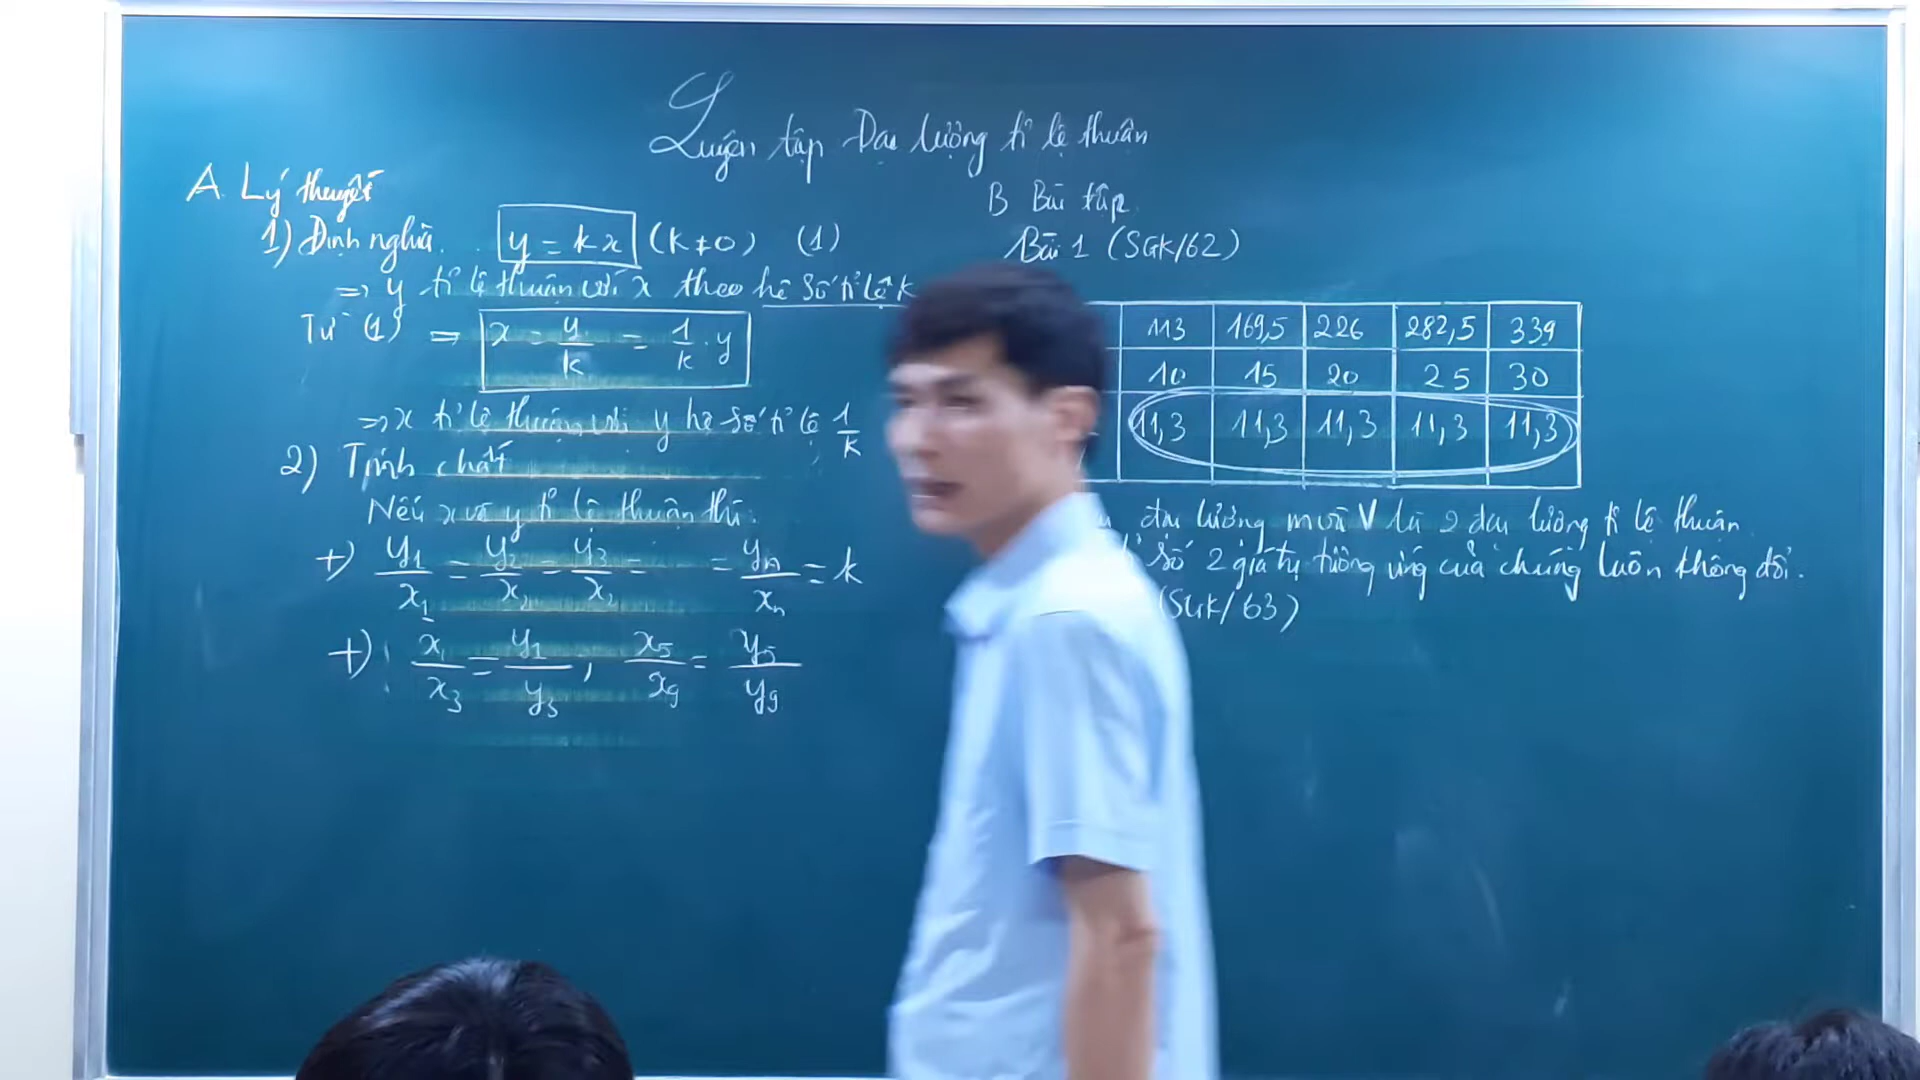 Luyện tập Đại lượng tỉ lệ thuận
A. Lý thuyết
1) Định nghĩa. y = kx (k ≠ 0) (1)
=> y tỉ lệ thuận với x theo hệ số tỉ lệ k
Từ (1) => x = y/k = 1/k . y
=> x tỉ lệ thuận với y hệ số tỉ lệ 1/k
2) Tính chất
Nếu x và y tỉ lệ thuận thì:
+) y1/x1 = y2/x2 = y3/x2 = = yn/xn = k
+) x1/x3 = y1/y3 , x5/x9 = y5/y9
B Bài tập
Bài 1 (SGK/62)
113 169,5 226 282,5 339
10 15 20 25 30
11,3 11,3 11,3 11,3 11,3
đại lượng m và V là 2 đại lượng tỉ lệ thuận
số 2 giá trị tương ứng của chúng luôn không đổi.
(SGK/63)